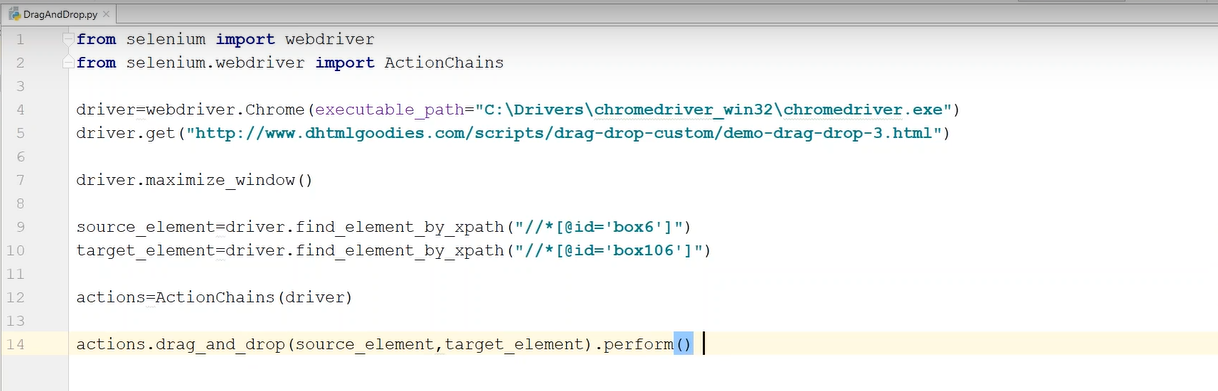 DragAndDrop.py ×
1 from selenium import webdriver
2 from selenium.webdriver import ActionChains
3
4 driver=webdriver.Chrome(executable_path="C:\Drivers\chromedriver_win32\chromedriver.exe")
5 driver.get("http://www.dhtmlgoodies.com/scripts/drag-drop-custom/demo-drag-drop-3.html")
6
7 driver.maximize_window()
8
9 source_element=driver.find_element_by_xpath("//*[@id='box6']")
10 target_element=driver.find_element_by_xpath("//*[@id='box106']")
11
12 actions=ActionChains(driver)
13
14 actions.drag_and_drop(source_element,target_element).perform()